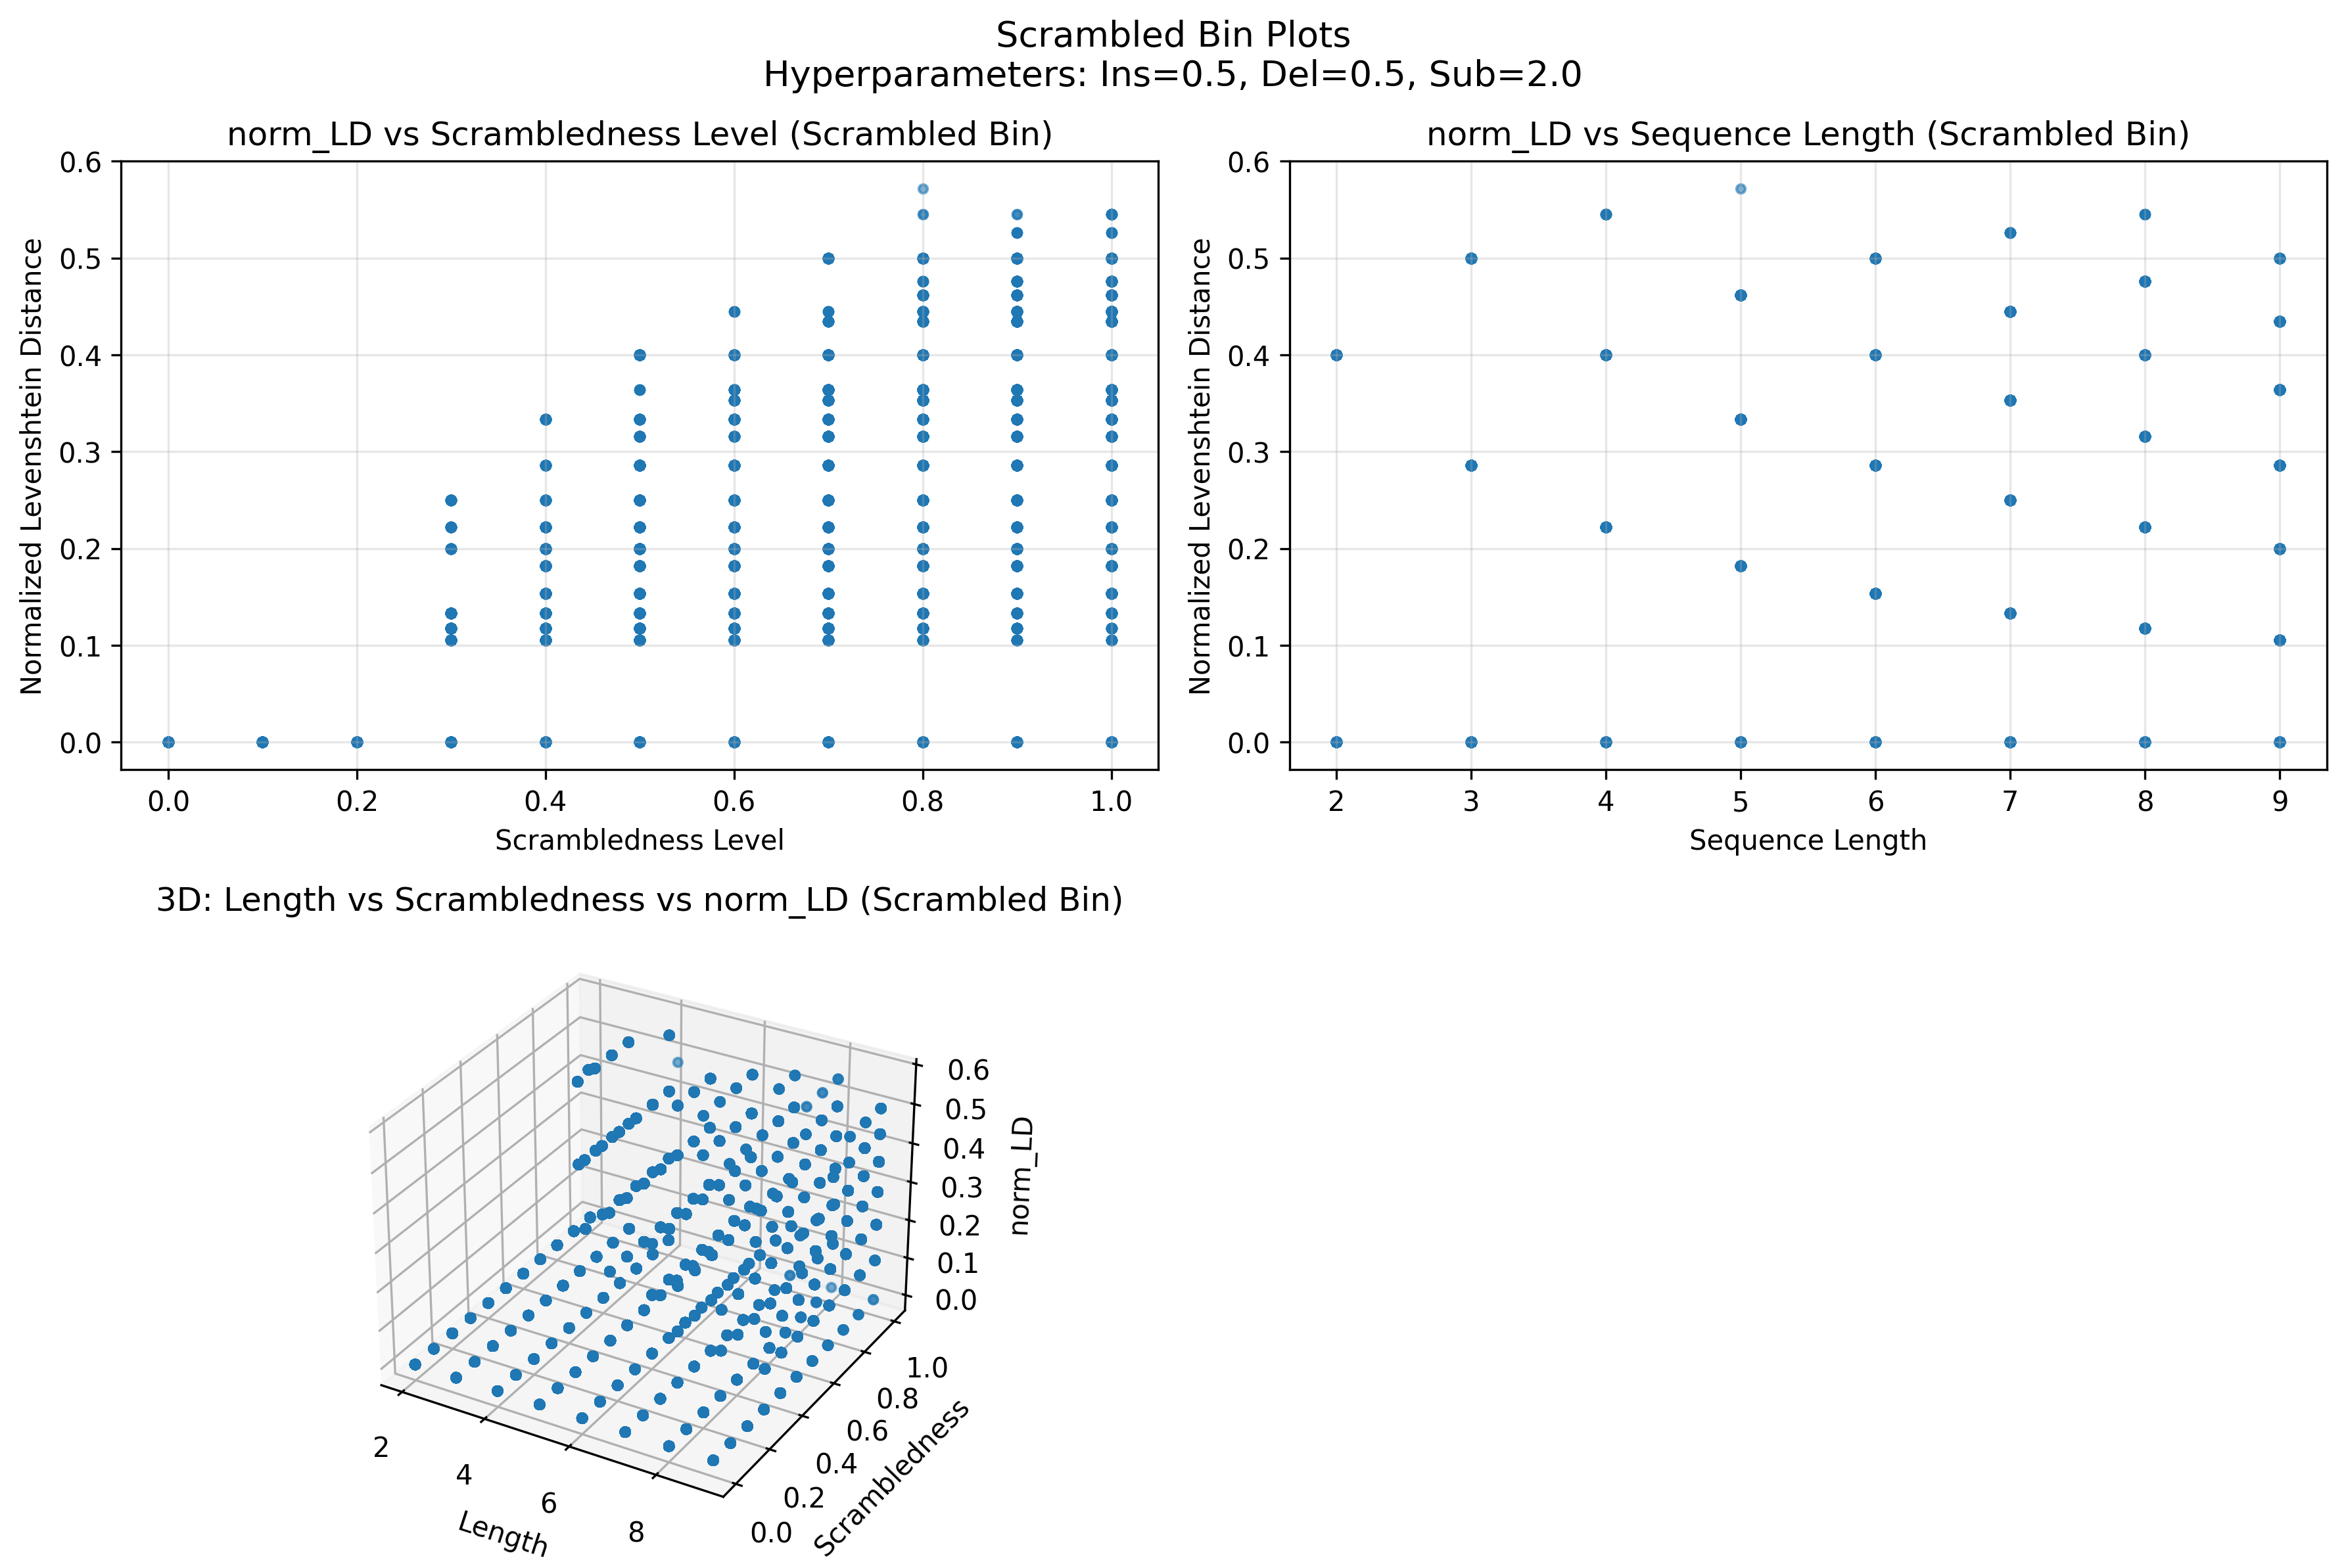 Scrambled Bin Plots
Hyperparameters: Ins=0.5, Del=0.5, Sub=2.0
norm_LD vs Scrambledness Level (Scrambled Bin)
Normalized Levenshtein Distance
0.6
0.5
0.4
0.3
0.2
0.1
0.0
0.0 0.2 0.4 0.6 0.8 1.0
Scrambledness Level
norm_LD vs Sequence Length (Scrambled Bin)
Normalized Levenshtein Distance
0.6
0.5
0.4
0.3
0.2
0.1
0.0
2 3 4 5 6 7 8 9
Sequence Length
3D: Length vs Scrambledness vs norm_LD (Scrambled Bin)
0.6
0.5
0.4
0.3
0.2
0.1
0.0
norm_LD
1.0
0.8
0.6
0.4
0.2
0.0
Scrambledness
2
4
6
8
Length